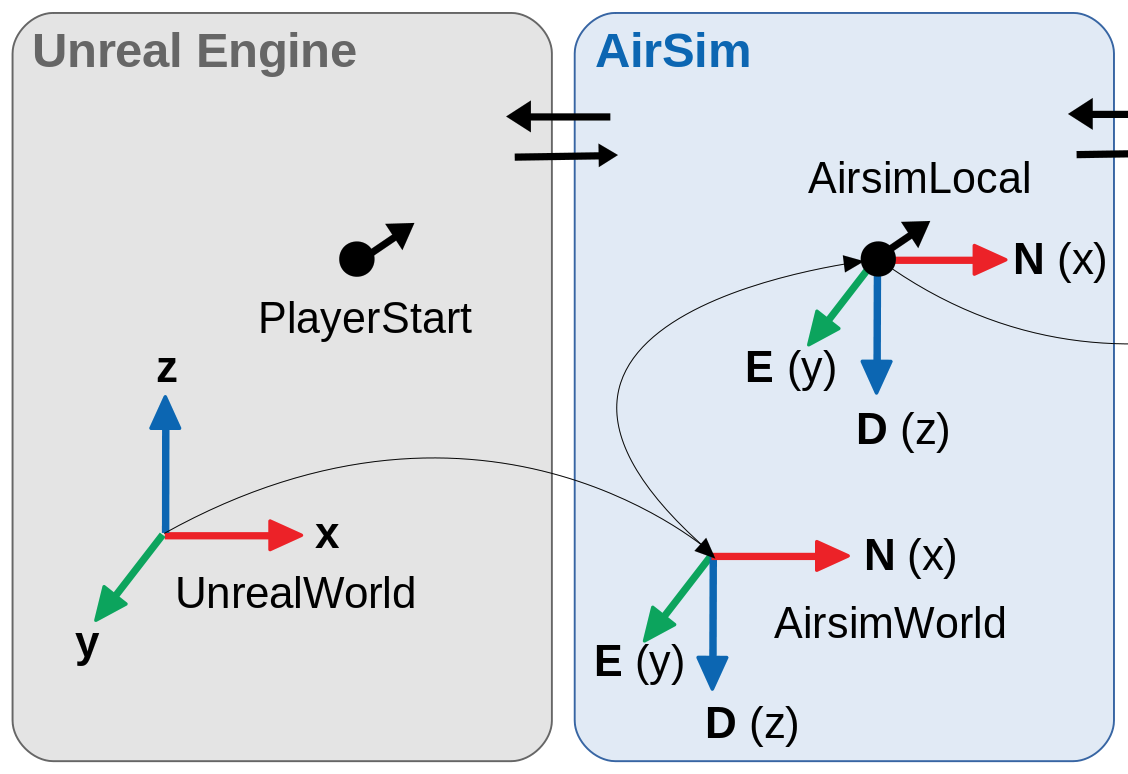 Unreal Engine
PlayerStart
z
x
UnrealWorld
y
AirSim
AirsimLocal
N (x)
E (y)
D (z)
N (x)
AirsimWorld
E (y)
D (z)